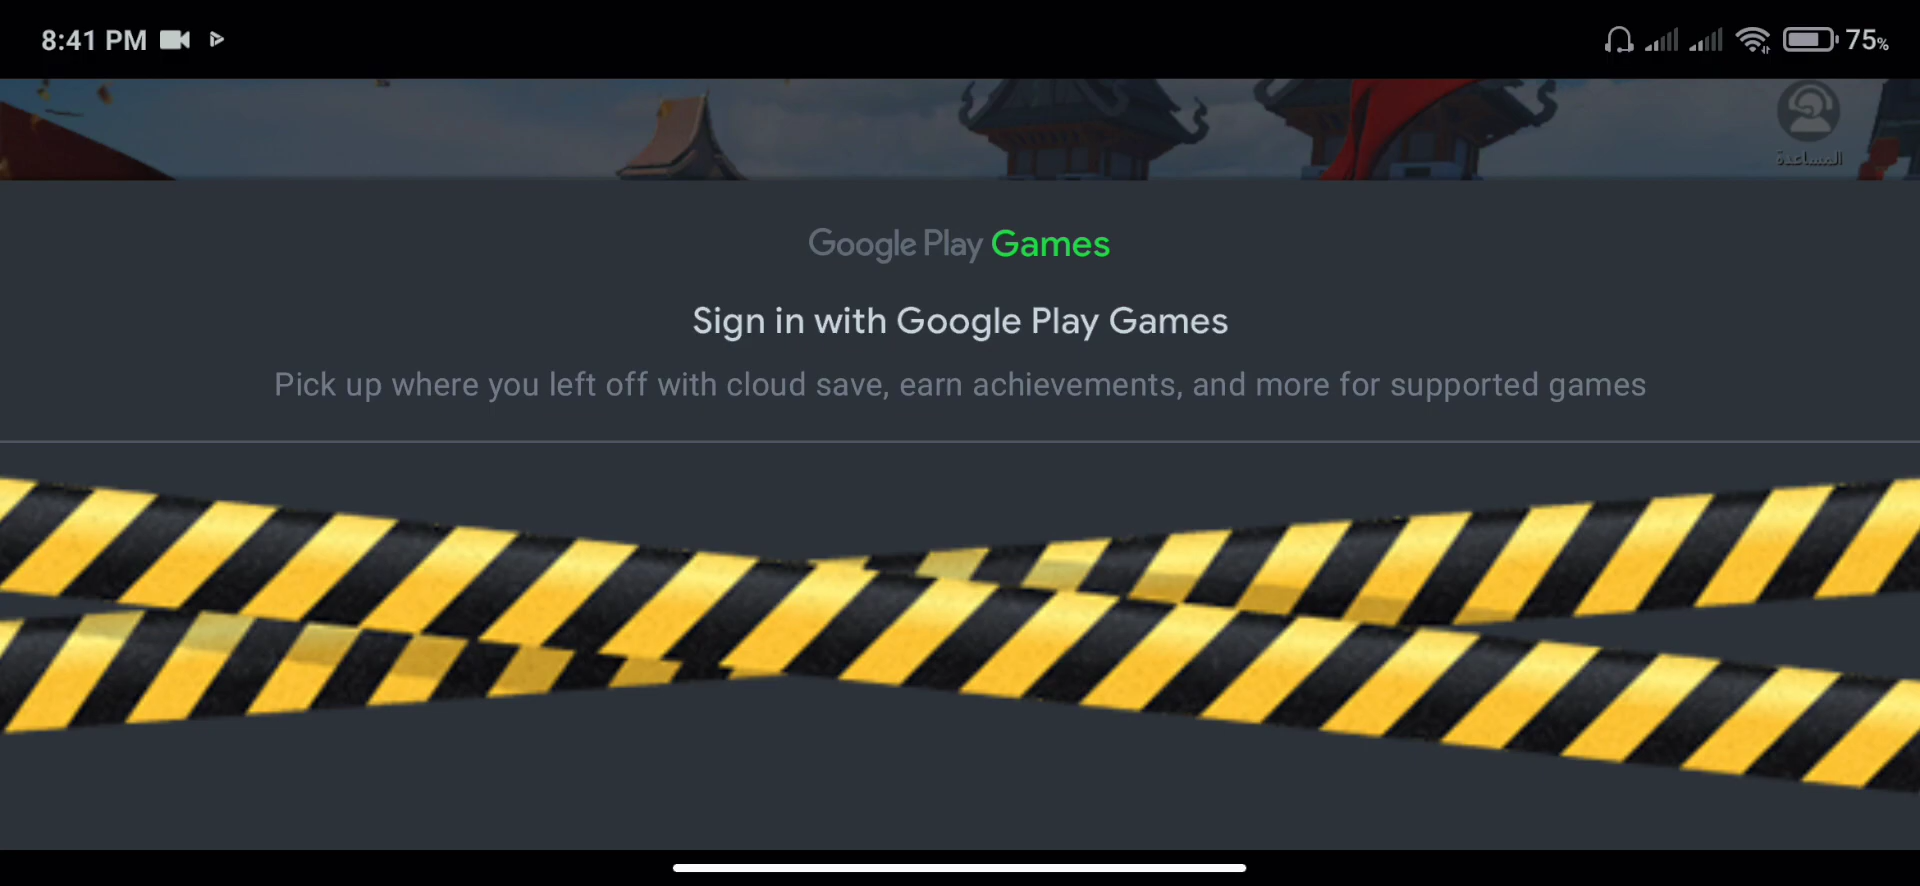 8:41 PM
75%
المساعدة
Google Play Games
Sign in with Google Play Games
Pick up where you left off with cloud save, earn achievements, and more for supported games